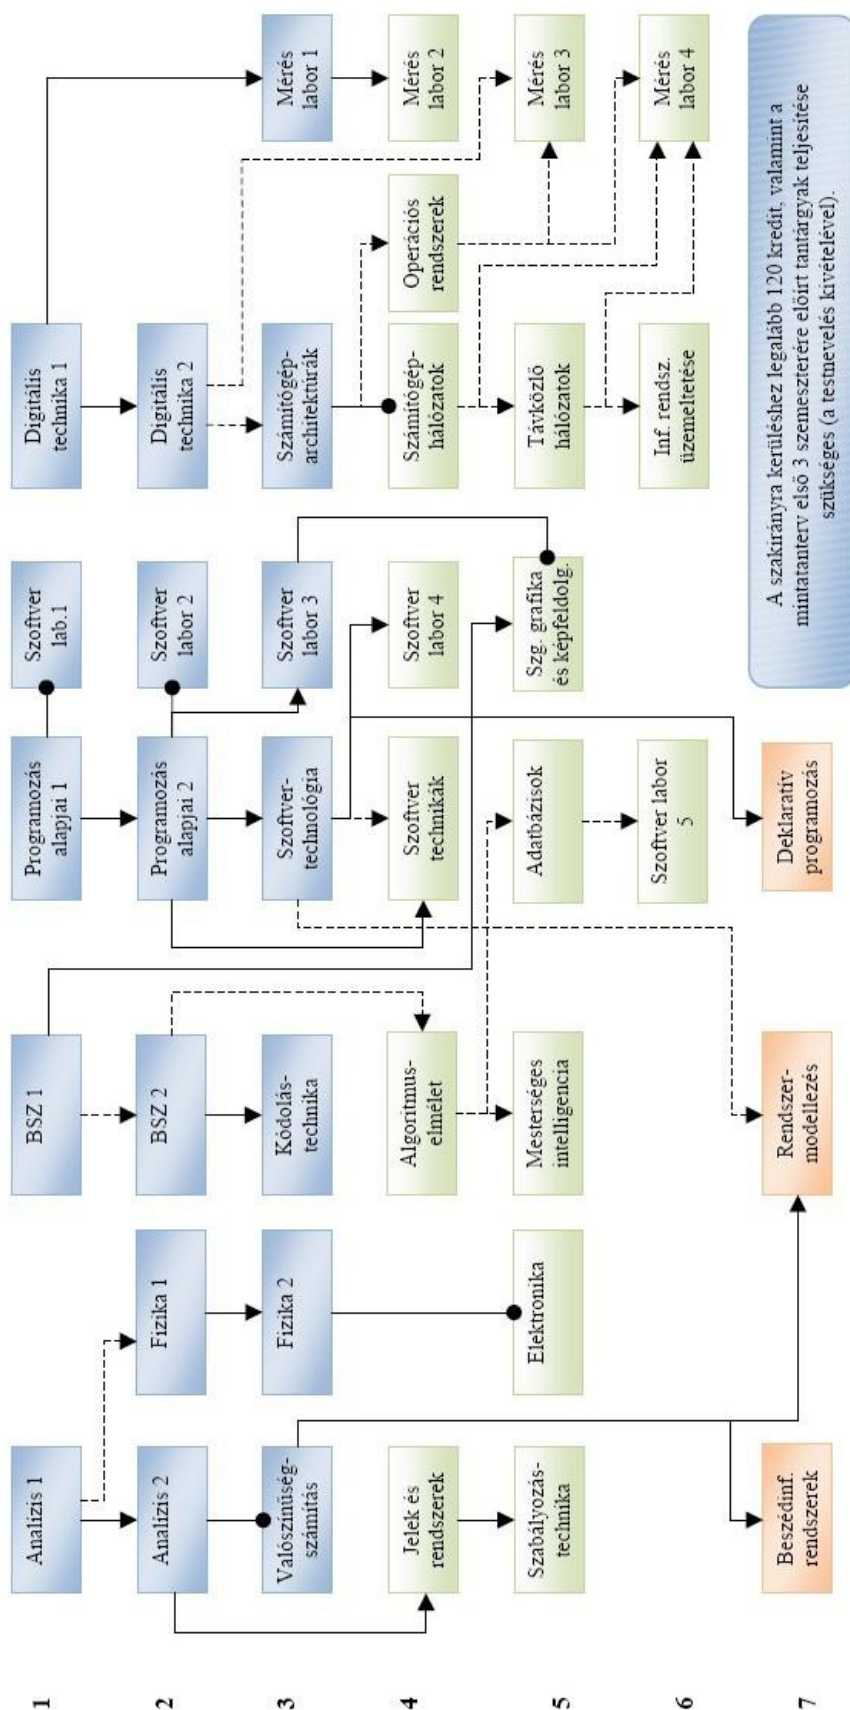 1
Analízis 1
BSZ 1
Programozás
alapjai 1
Szoftver
lab.1
Digitális
technika 1
2
Analízis 2
Fizika 1
BSZ 2
Programozás
alapjai 2
Szoftver
labor 2
Digitális
technika 2
3
Valószínűség-
számítás
Fizika 2
Kódolás-
technika
Szoftver-
technológia
Szoftver
labor 3
Számítógép-
architektúrák
Mérés
labor 1
4
Jelek és
rendszerek
Algoritmus-
elmélet
Szoftver
technikák
Szoftver
labor 4
Számítógép-
hálózatok
Operációs
rendszerek
Mérés
labor 2
5
Szabályozás-
technika
Elektronika
Mesterséges
intelligencia
Adatbázisok
Szg. grafika
és képfeldolg.
Távközlő
hálózatok
Mérés
labor 3
6
Szoftver labor
5
Inf. rendsz.
üzemeltetése
Mérés
labor 4
7
Beszédinf.
rendszerek
Rendszer-
modellezés
Deklaratív
programozás
A szakirányra kerüléshez legalább 120 kredit, valamint a
mintatanterv első 3 szemeszterére előírt tantárgyak teljesítése
szükséges (a testnevelés kivételével).